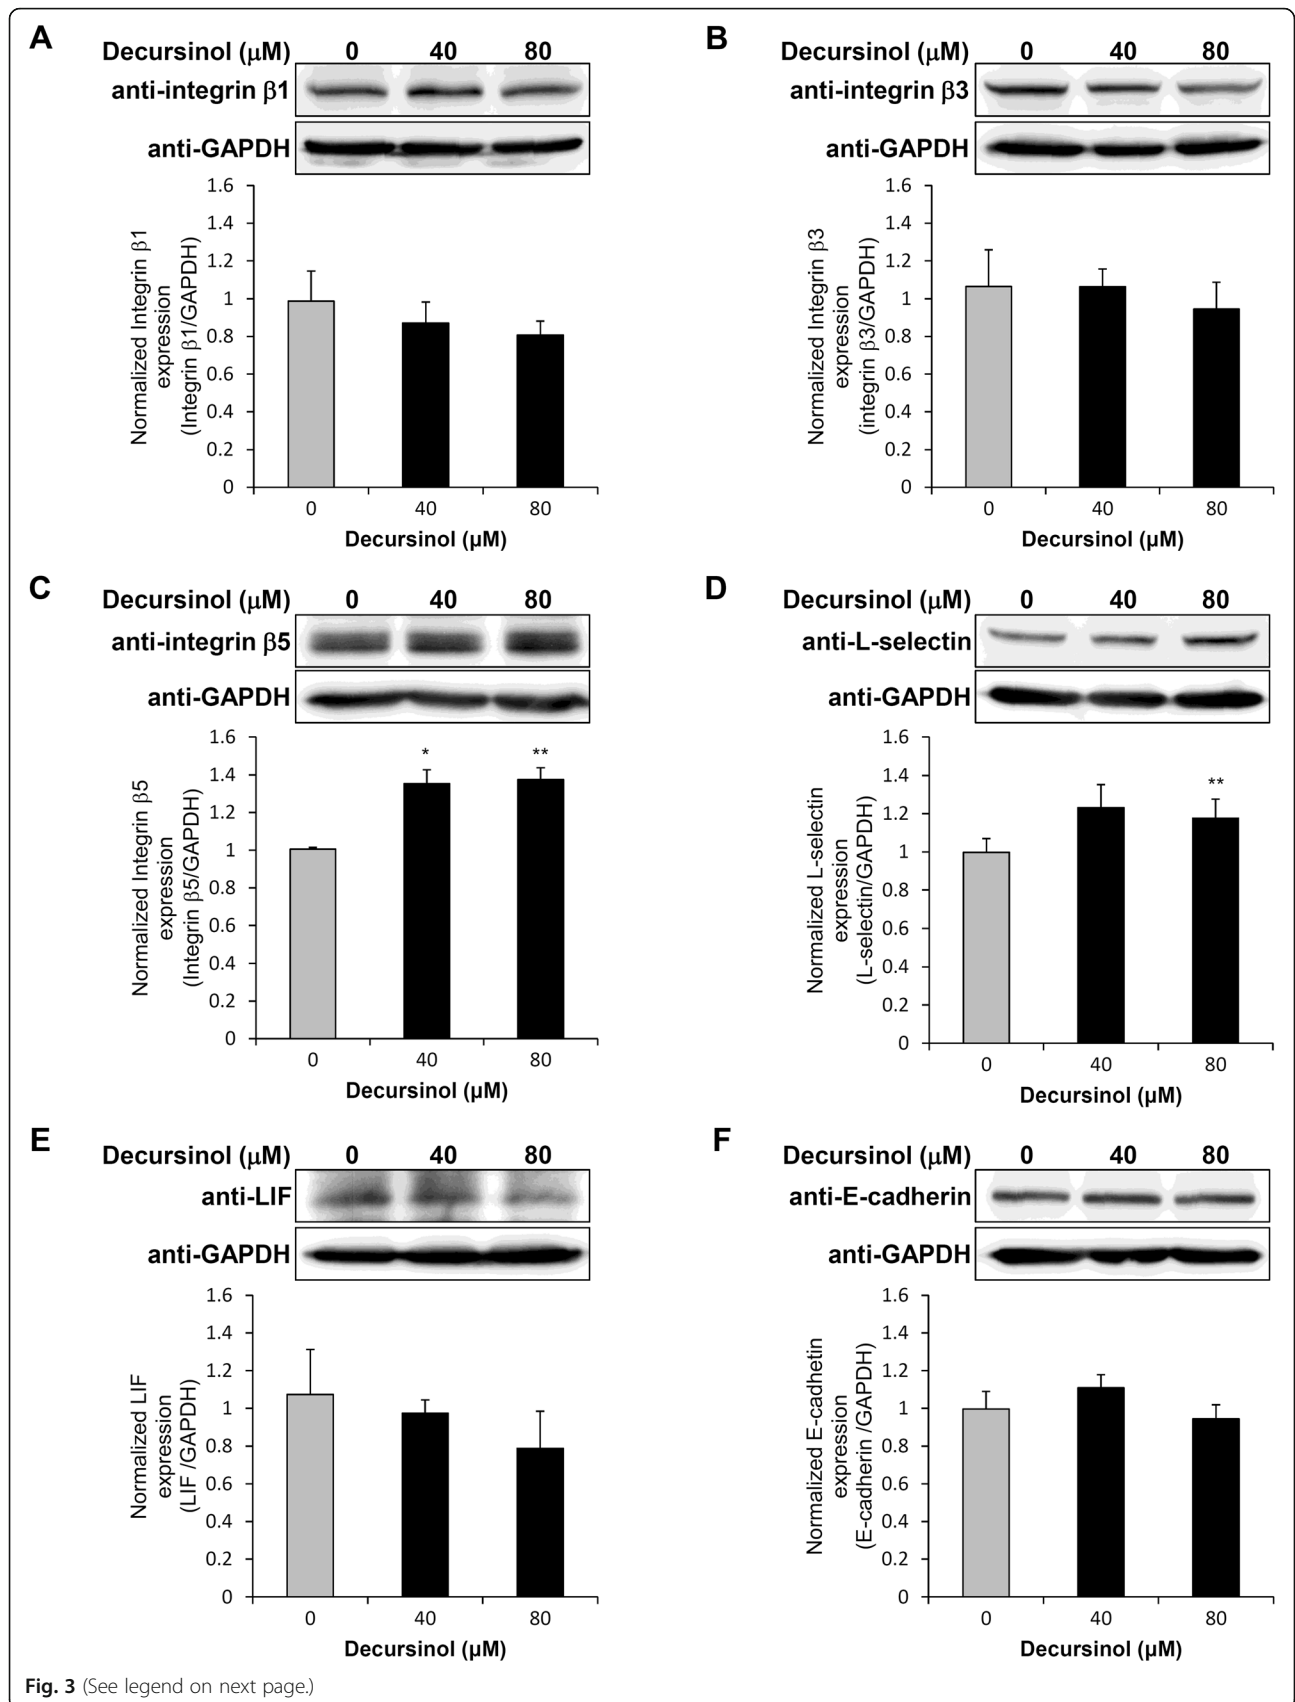 A
Decursinol (μM) 0 40 80
anti-integrin β1
anti-GAPDH
Normalized Integrin β1
expression
(Integrin β1/GAPDH)
1.6
1.4
1.2
1
0.8
0.6
0.4
0.2
0
0 40 80
Decursinol (μM)
B
Decursinol (μM) 0 40 80
anti-integrin β3
anti-GAPDH
Normalized Integrin β3
expression
(integrin β3/GAPDH)
1.6
1.4
1.2
1
0.8
0.6
0.4
0.2
0
0 40 80
Decursinol (μM)
C
Decursinol (μM) 0 40 80
anti-integrin β5
anti-GAPDH
Normalized Integrin β5
expression
(Integrin β5/GAPDH)
1.6
1.4
1.2
1
0.8
0.6
0.4
0.2
0
* **
0 40 80
Decursinol (μM)
D
Decursinol (μM) 0 40 80
anti-L-selectin
anti-GAPDH
Normalized L-selectin
expression
(L-selectin/GAPDH)
1.6
1.4
1.2
1
0.8
0.6
0.4
0.2
0
**
0 40 80
Decursinol (μM)
E
Decursinol (μM) 0 40 80
anti-LIF
anti-GAPDH
Normalized LIF
expression
(LIF /GAPDH)
1.6
1.4
1.2
1
0.8
0.6
0.4
0.2
0
0 40 80
Decursinol (μM)
F
Decursinol (μM) 0 40 80
anti-E-cadherin
anti-GAPDH
Normalized E-cadhetin
expression
(E-cadherin /GAPDH)
1.6
1.4
1.2
1
0.8
0.6
0.4
0.2
0
0 40 80
Decursinol (μM)
Fig. 3 (See legend on next page.)